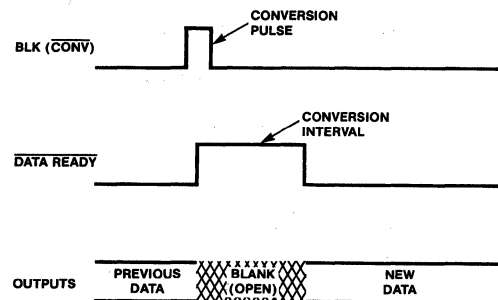 CONVERSION
PULSE
BLK (CONV)
CONVERSION
INTERVAL
DATA READY
OUTPUTS
PREVIOUS
DATA
BLANK
(OPEN)
NEW
DATA